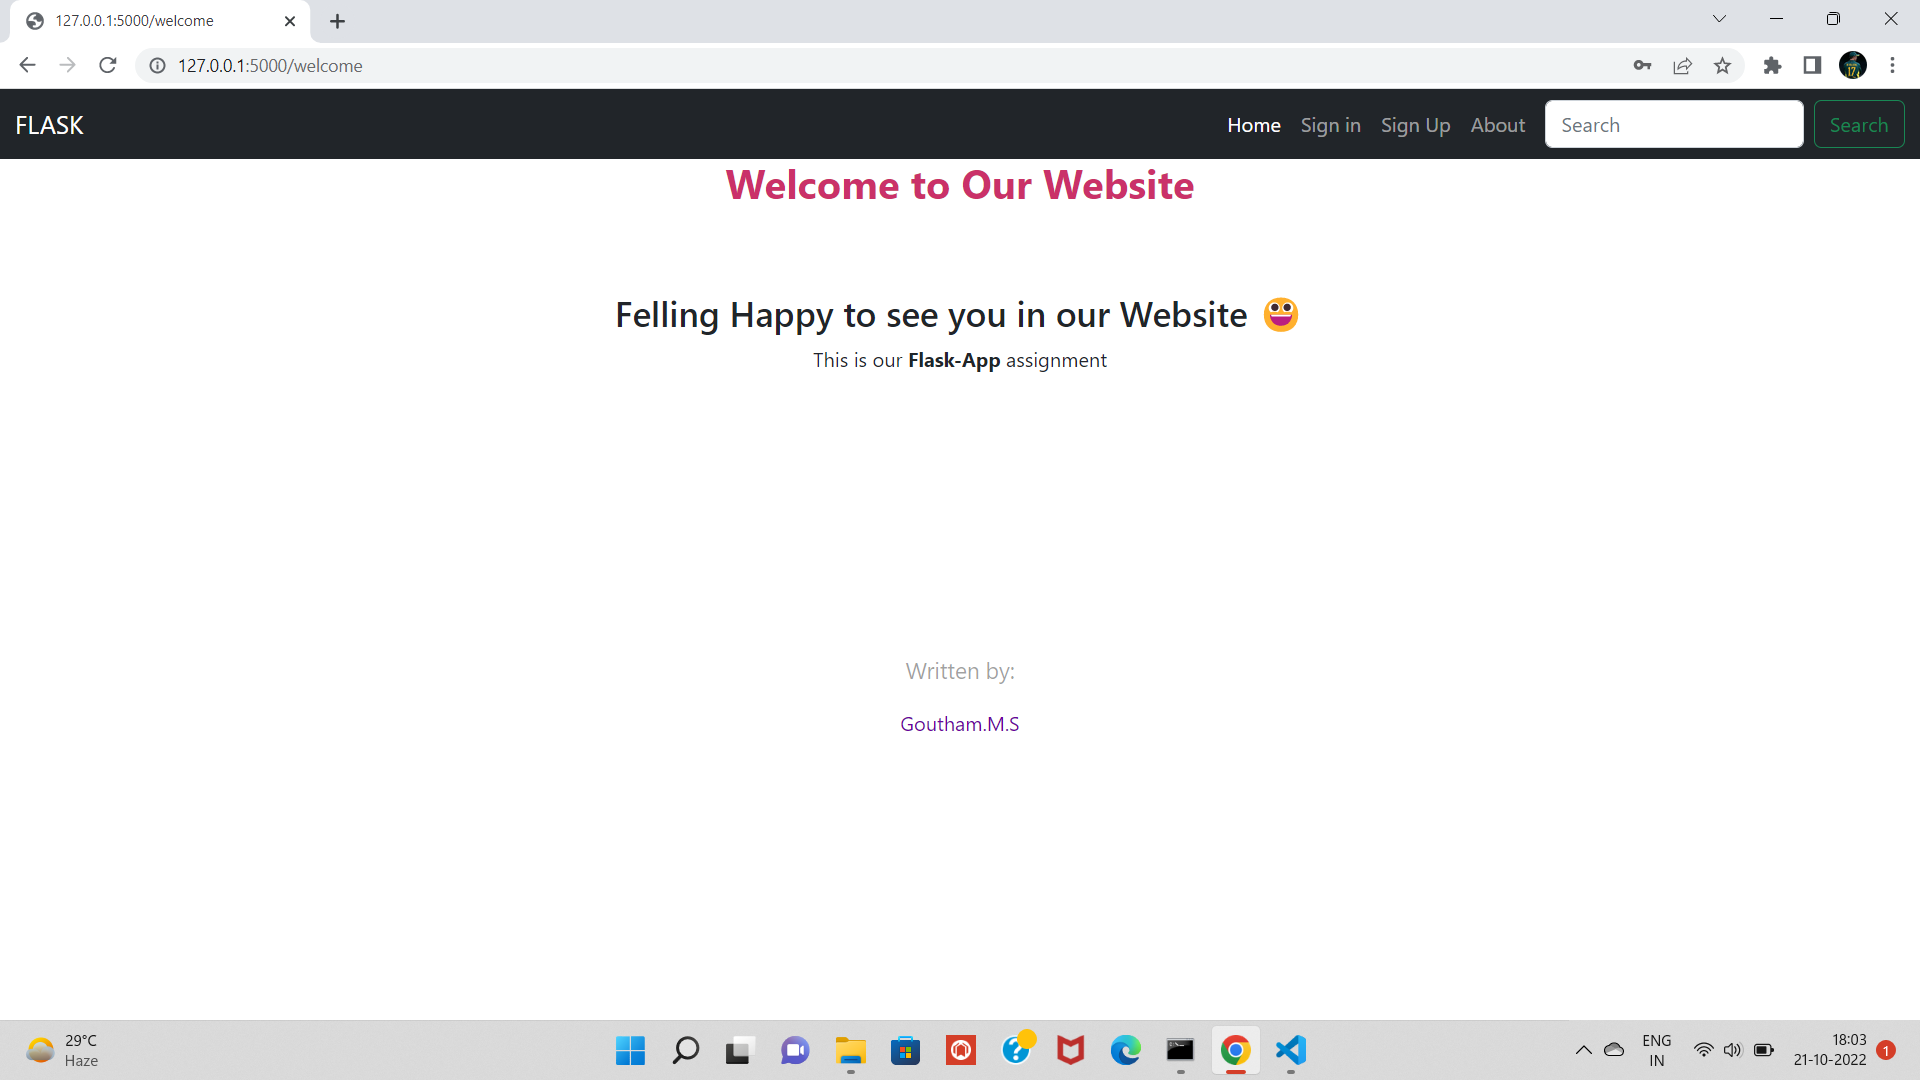 127.0.0.1:5000/welcome
127.0.0.1:5000/welcome
FLASK Home Sign in Sign Up About Search Search
Welcome to Our Website
Felling Happy to see you in our Website 😀
This is our Flask-App assignment
Written by:
Goutham.M.S
29°C
Haze
ENG
IN
18:03
21-10-2022
1